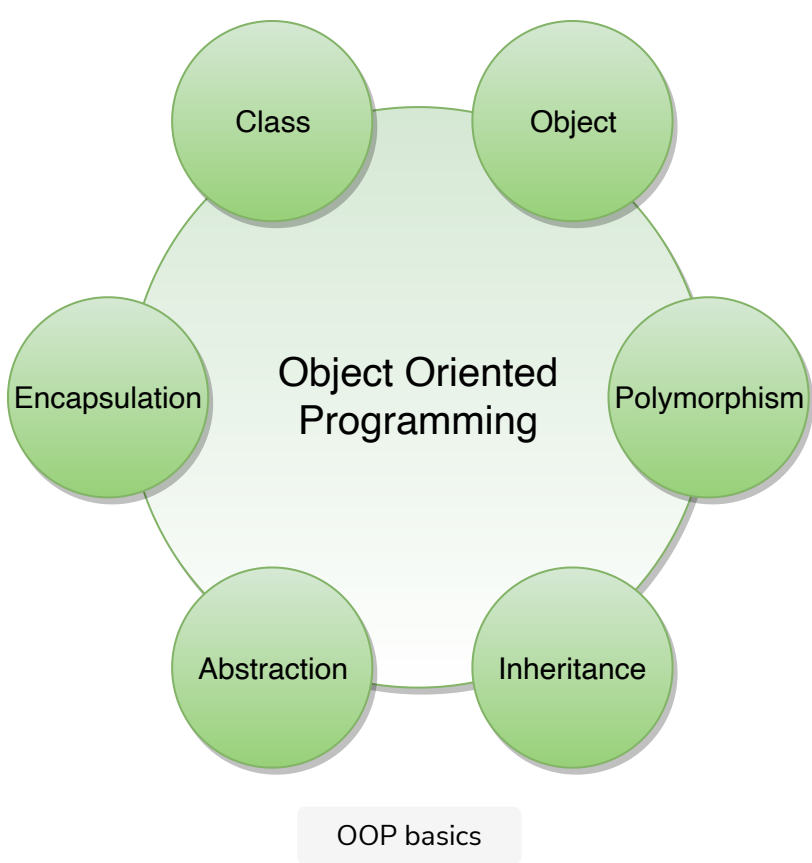 Class
Object
Encapsulation
Object Oriented
Programming
Polymorphism
Abstraction
Inheritance
OOP basics